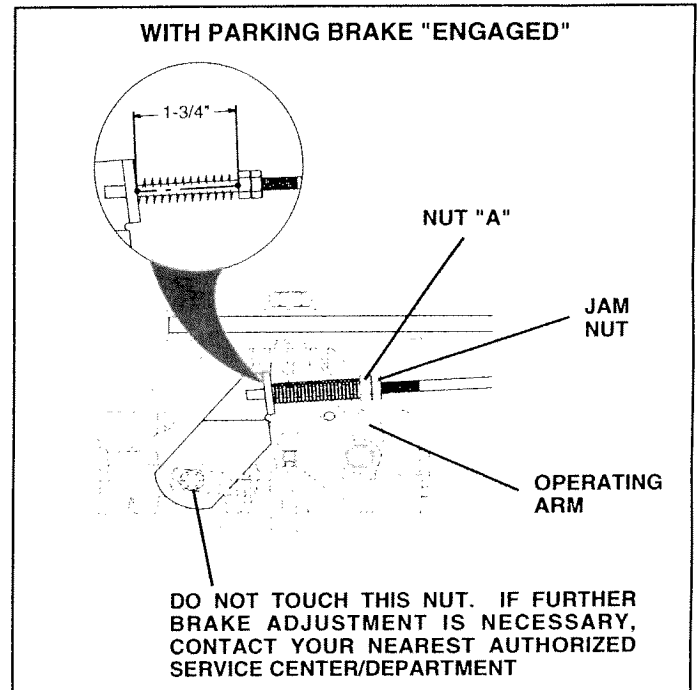 WITH PARKING BRAKE "ENGAGED"
1-3/4"
NUT "A"
JAM
NUT
OPERATING
ARM
DO NOT TOUCH THIS NUT. IF FURTHER
BRAKE ADJUSTMENT IS NECESSARY,
CONTACT YOUR NEAREST AUTHORIZED
SERVICE CENTER/DEPARTMENT